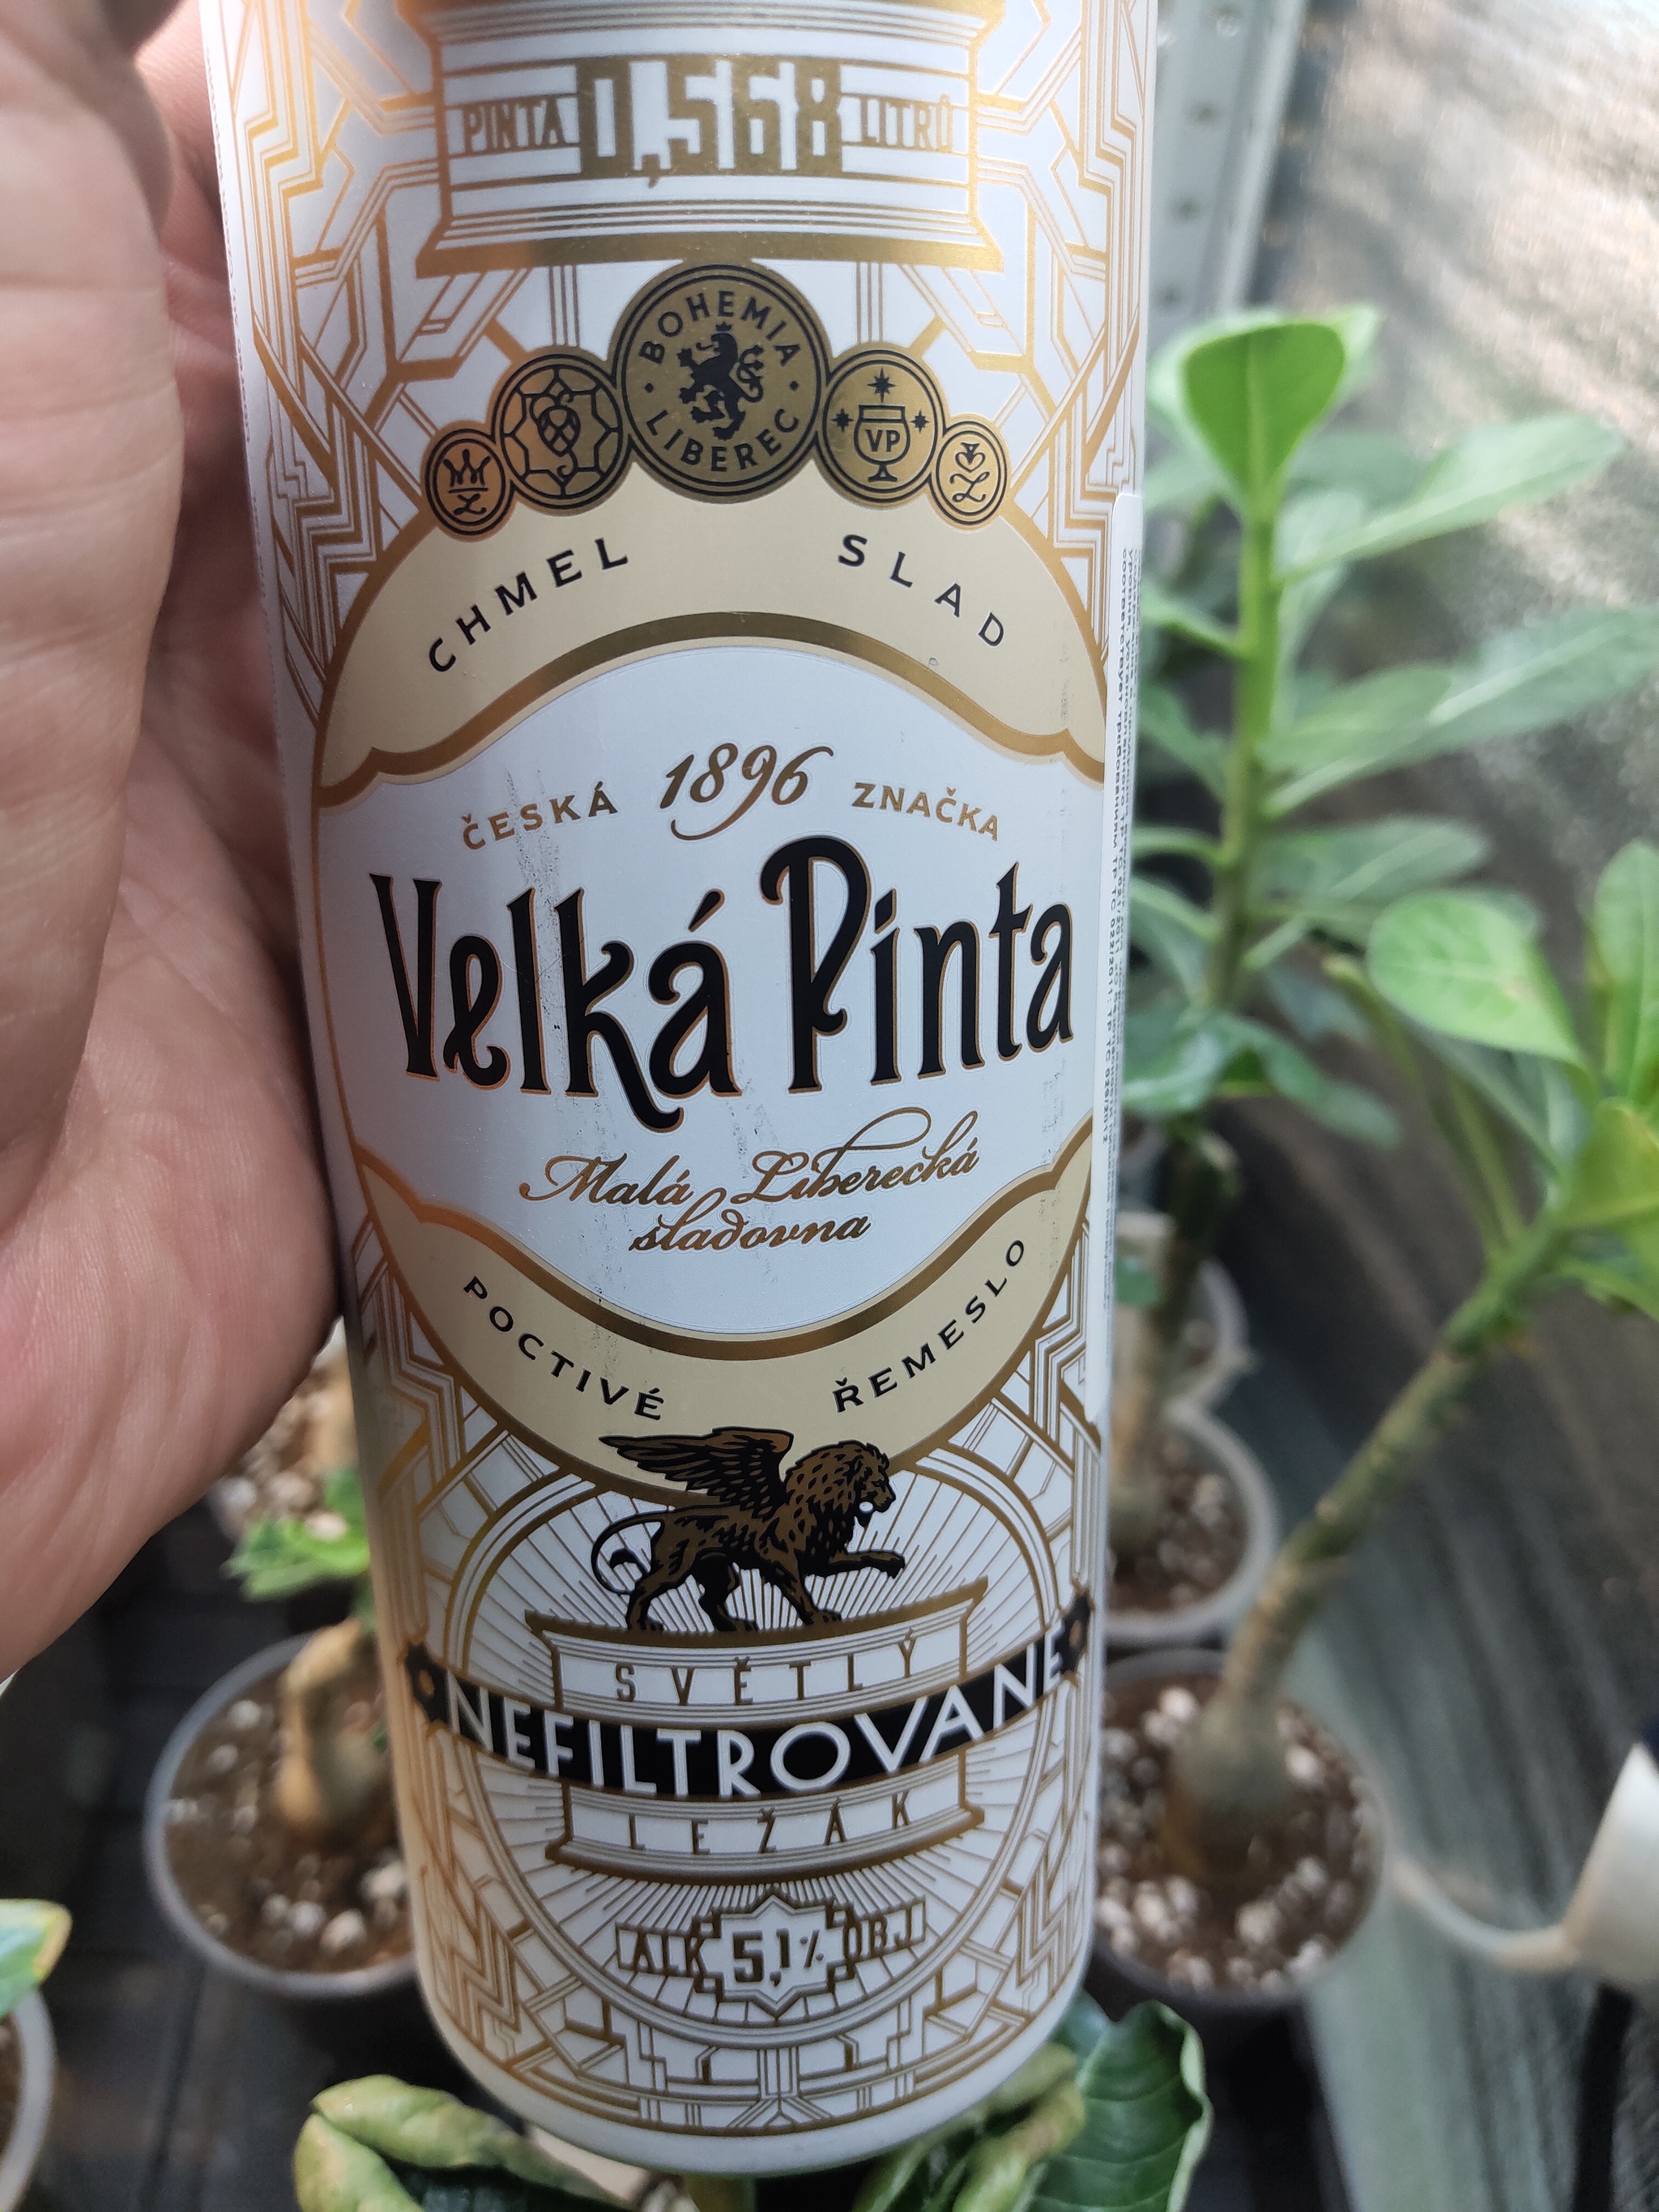 PINTA 0,568 LITRŮ
BOHEMIA
LIBEREC
VP
CHMEL SLAD
ČESKÁ 1896 ZNAČKA
Velká Pinta
Malá Liberecká
sladovna
POCTIVÉ ŘEMESLO
SVĚTLÝ
NEFILTROVANÉ
LEŽÁK
ALK 5,1% OBJ